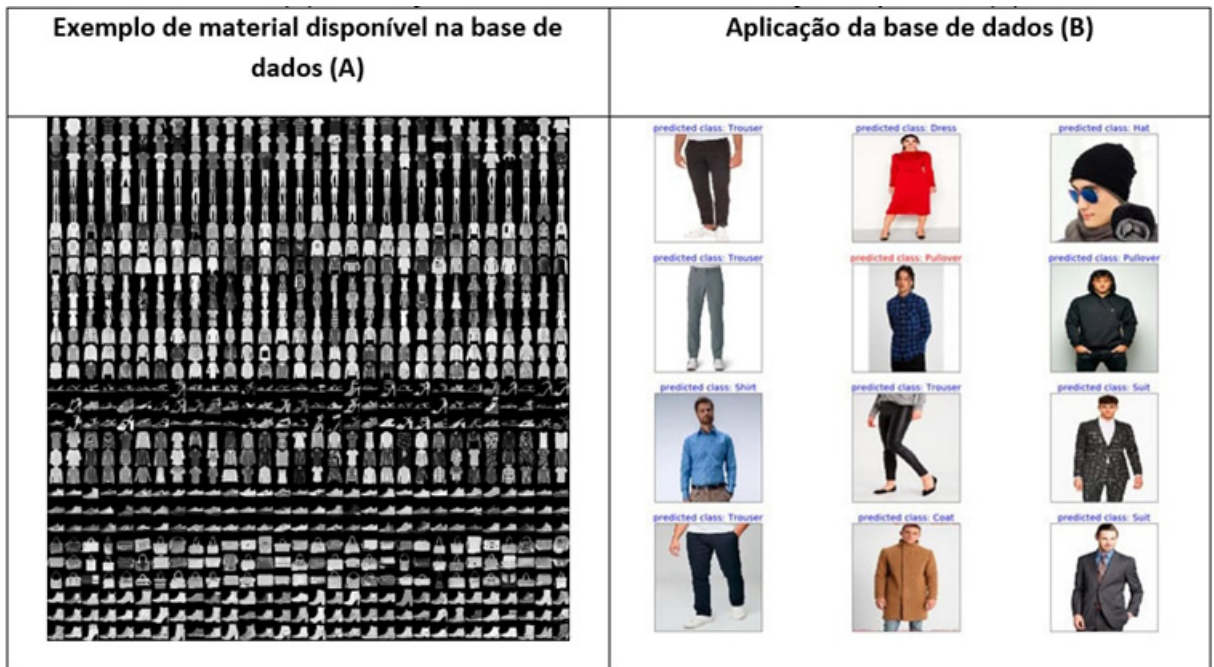 Exemplo de material disponível na base de
dados (A)
Aplicação da base de dados (B)
predicted class: Trouser
predicted class: Dress
predicted class: Hat
predicted class: Trouser
predicted class: Pullover
predicted class: Pullover
predicted class: Shirt
predicted class: Trouser
predicted class: Suit
predicted class: Trouser
predicted class: Coat
predicted class: Suit